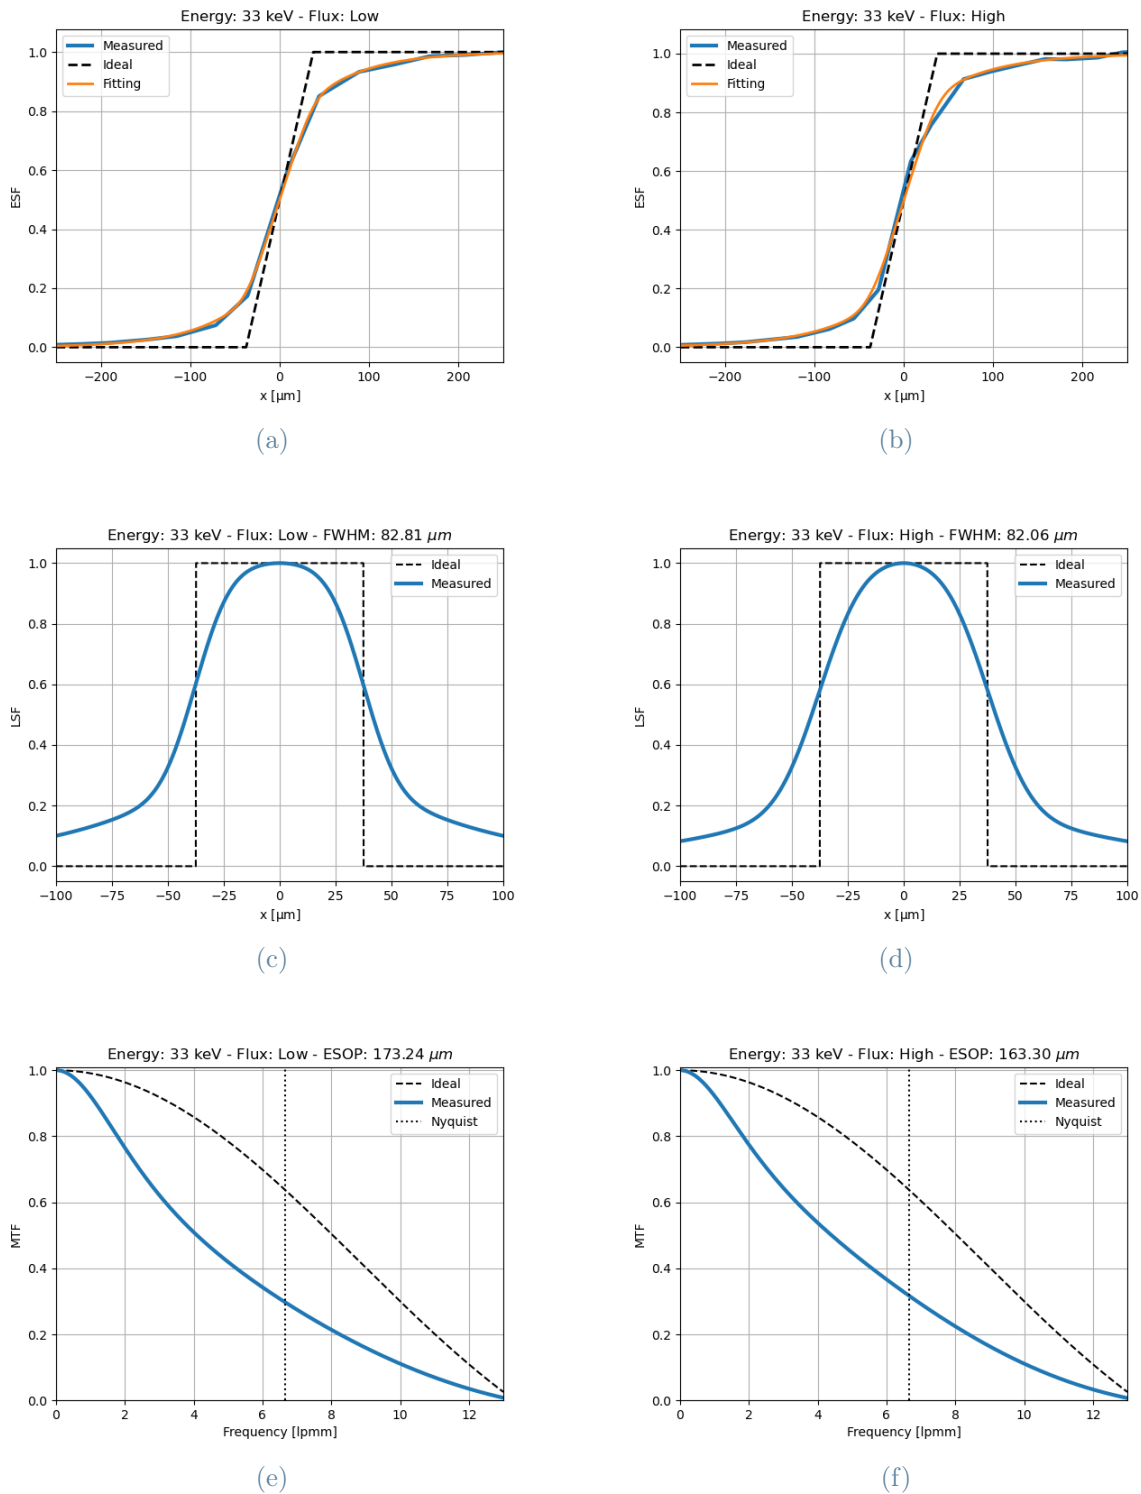 Energy: 33 keV - Flux: Low
ESF
1.0
0.8
0.6
0.4
0.2
0.0
Measured
Ideal
Fitting
−200 −100 0 100 200
x [µm]
(a)
Energy: 33 keV - Flux: High
ESF
1.0
0.8
0.6
0.4
0.2
0.0
Measured
Ideal
Fitting
−200 −100 0 100 200
x [µm]
(b)
Energy: 33 keV - Flux: Low - FWHM: 82.81 µm
LSF
1.0
0.8
0.6
0.4
0.2
0.0
Ideal
Measured
−100 −75 −50 −25 0 25 50 75 100
x [µm]
(c)
Energy: 33 keV - Flux: High - FWHM: 82.06 µm
LSF
1.0
0.8
0.6
0.4
0.2
0.0
Ideal
Measured
−100 −75 −50 −25 0 25 50 75 100
x [µm]
(d)
Energy: 33 keV - Flux: Low - ESOP: 173.24 µm
MTF
1.0
0.8
0.6
0.4
0.2
0.0
Ideal
Measured
Nyquist
0 2 4 6 8 10 12
Frequency [lpmm]
(e)
Energy: 33 keV - Flux: High - ESOP: 163.30 µm
MTF
1.0
0.8
0.6
0.4
0.2
0.0
Ideal
Measured
Nyquist
0 2 4 6 8 10 12
Frequency [lpmm]
(f)